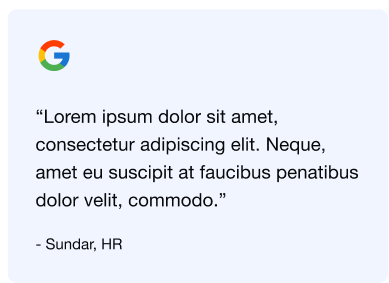 “Lorem ipsum dolor sit amet,
consectetur adipiscing elit. Neque,
amet eu suscipit at faucibus penatibus
dolor velit, commodo.”
- Sundar, HR